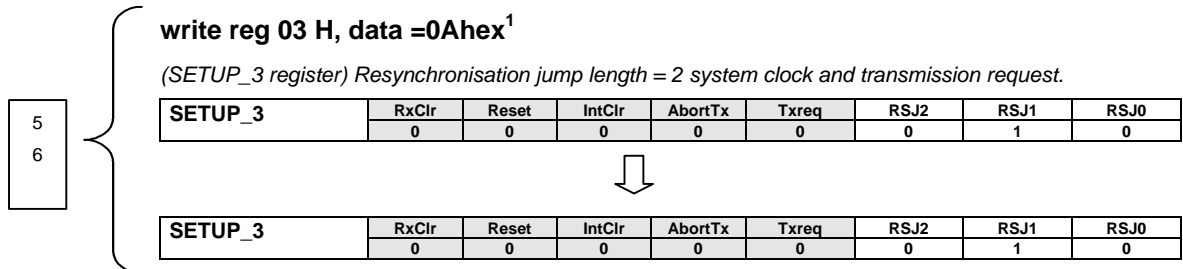 write reg 03 H, data =0Ahex1
(SETUP_3 register) Resynchronisation jump length = 2 system clock and transmission request.
5
6
SETUP_3 RxClr Reset IntClr AbortTx Txreq RSJ2 RSJ1 RSJ0
0 0 0 0 0 0 1 0
SETUP_3 RxClr Reset IntClr AbortTx Txreq RSJ2 RSJ1 RSJ0
0 0 0 0 0 0 1 0